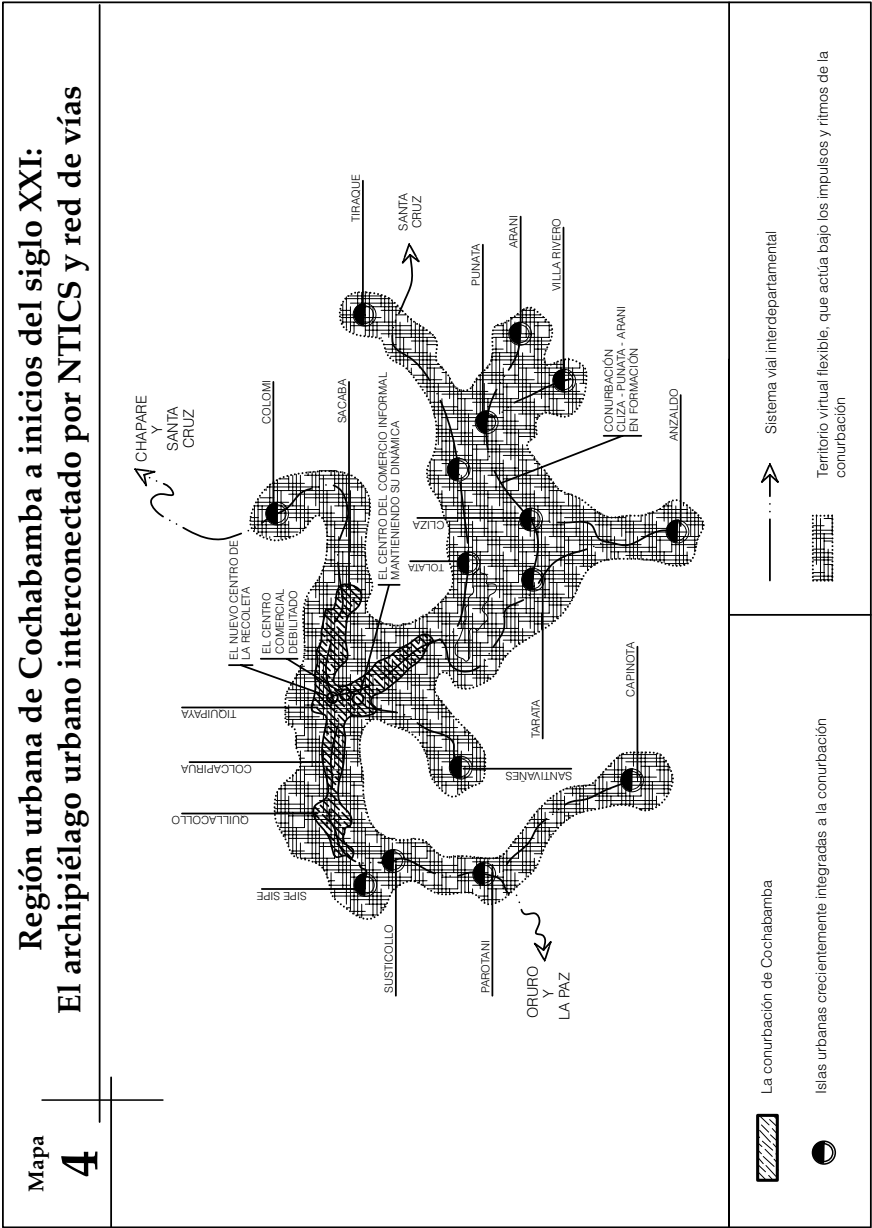 Mapa
4
Región urbana de Cochabamba a inicios del siglo XXI:
El archipiélago urbano interconectado por NTICS y red de vías
CHAPARE
Y
SANTA
CRUZ
COLOMI
SACABA
TIRAQUE
SANTA
CRUZ
EL NUEVO CENTRO DE
LA RECOLETA
EL CENTRO
COMERCIAL
DEBILITADO
EL CENTRO DEL COMERCIO INFORMAL
MANTENIENDO SU DINÁMICA
TIQUIPAYA
COLCAPIRUA
QUILLACOLLO
SIPE SIPE
SUSTICOLLO
PAROTANI
ORURO
Y
LA PAZ
SANTIVAÑES
CAPINOTA
TARATA
TOLATA
CLIZA
PUNATA
ARANI
VILLA RIVERO
CONURBACIÓN
CLIZA - PUNATA - ARANI
EN FORMACIÓN
ANZALDO
La conurbación de Cochabamba
Islas urbanas crecientemente integradas a la conurbación
Sistema vial interdepartamental
Territorio virtual flexible, que actúa bajo los impulsos y ritmos de la
conurbación